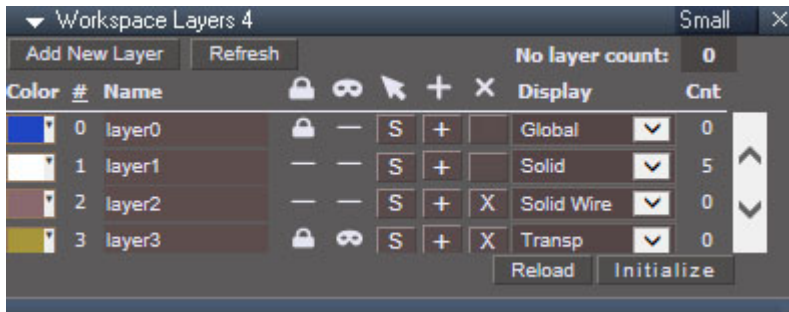 Workspace Layers 4 Small
Add New Layer Refresh No layer count: 0
Color # Name Display Cnt
0 layer0 S + Global 0
1 layer1 S + Solid 5
2 layer2 S + X Solid Wire 0
3 layer3 S + X Transp 0
Reload Initialize